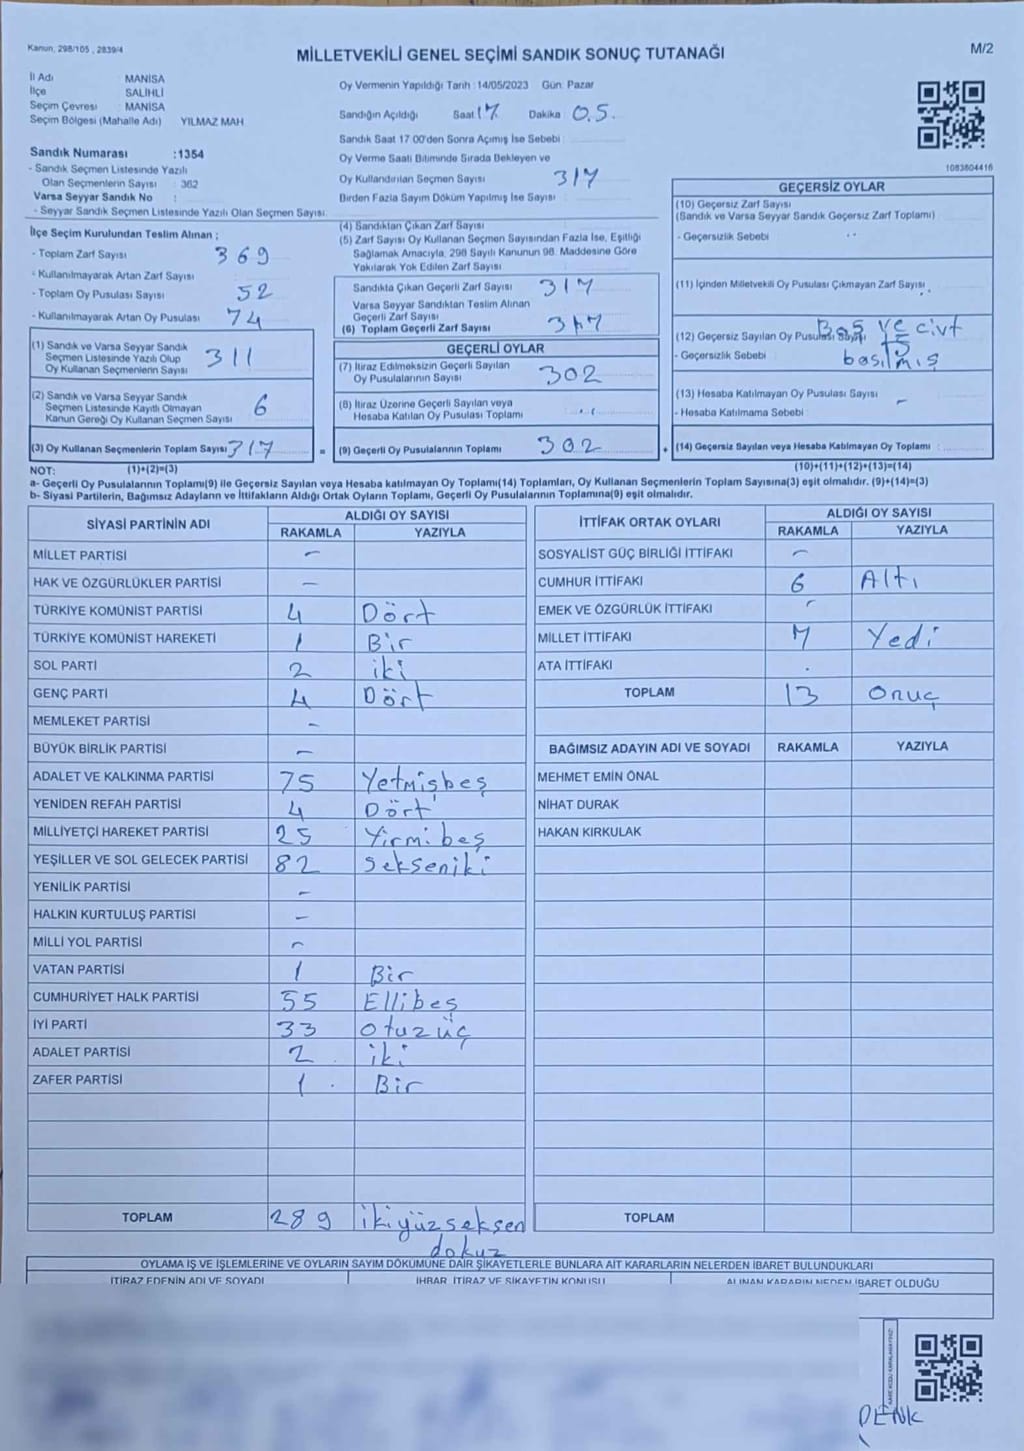 Kanun, 298/105 , 2839/4
MİLLETVEKİLİ GENEL SEÇİMİ SANDIK SONUÇ TUTANAĞI
M/2
İl Adı : MANİSA
İlçe : SALİHLİ
Seçim Çevresi : MANİSA
Seçim Bölgesi (Mahalle Adı) YILMAZ MAH.
Oy Vermenin Yapıldığı Tarih : 14/05/2023 Gün: Pazar
Sandığın Açıldığı Saat 17 Dakika 05.
Sandık Saat 17 00'den Sonra Açımış İse Sebebi
Oy Verme Saati Bitiminde Sırada Bekleyen ve
Oy Kullandırılan Seçmen Sayısı 317
Birden Fazla Sayım Döküm Yapılmış İse Sayısı
Sandık Numarası :1354
- Sandık Seçmen Listesinde Yazılı
Olan Seçmenlerin Sayısı : 362
Varsa Seyyar Sandık No :
- Seyyar Sandık Seçmen Listesinde Yazılı Olan Seçmen Sayısı.
1083604416
İlçe Seçim Kurulundan Teslim Alınan ;
- Toplam Zarf Sayısı 369
- Kullanılmayarak Artan Zarf Sayısı 52
- Toplam Oy Pusulası Sayısı
- Kullanılmayarak Artan Oy Pusulası 74
(1) Sandık ve Varsa Seyyar Sandık
Seçmen Listesinde Yazılı Olup
Oy Kullanan Seçmenlerin Sayısı 311
(2) Sandık ve Varsa Seyyar Sandık
Seçmen Listesinde Kayıtlı Olmayan
Kanun Gereği Oy Kullanan Seçmen Sayısı 6
(3) Oy Kullanan Seçmenlerin Toplam Sayısı 317 =
(1)+(2)=(3)
(4) Sandıktan Çıkan Zarf Sayısı
(5) Zarf Sayısı Oy Kullanan Seçmen Sayısından Fazla İse, Eşitliği
Sağlamak Amacıyla, 298 Sayılı Kanunun 98. Maddesine Göre
Yakılarak Yok Edilen Zarf Sayısı
Sandıkta Çıkan Geçerli Zarf Sayısı 317
Varsa Seyyar Sandıktan Teslim Alınan
Geçerli Zarf Sayısı
(6) Toplam Geçerli Zarf Sayısı 317
GEÇERLİ OYLAR
(7) İtiraz Edilmeksizin Geçerli Sayılan
Oy Pusulalarının Sayısı 302
(8) İtiraz Üzerine Geçerli Sayılan veya
Hesaba Katılan Oy Pusulası Toplamı
(9) Geçerli Oy Pusulalarının Toplamı 302 +
GEÇERSİZ OYLAR
(10) Geçersiz Zarf Sayısı
(Sandık ve Varsa Seyyar Sandık Geçersiz Zarf Toplamı)
- Geçersizlik Sebebi
(11) İçinden Milletvekili Oy Pusulası Çıkmayan Zarf Sayısı
(12) Geçersiz Sayılan Oy Pusulası Sayısı 15
- Geçersizlik Sebebi Boş ve civt
basılmış
(13) Hesaba Katılmayan Oy Pusulası Sayısı -
- Hesaba Katılmama Sebebi
(14) Geçersiz Sayılan veya Hesaba Katılmayan Oy Toplamı
(10)+(11)+(12)+(13)=(14)
NOT:
a- Geçerli Oy Pusulalarının Toplamı(9) ile Geçersiz Sayılan veya Hesaba katılmayan Oy Toplamı(14) Toplamları, Oy Kullanan Seçmenlerin Toplam Sayısına(3) eşit olmalıdır. (9)+(14)=(3)
b- Siyasi Partilerin, Bağımsız Adayların ve İttifakların Aldığı Ortak Oyların Toplamı, Geçerli Oy Pusulalarının Toplamına(9) eşit olmalıdır.
SİYASİ PARTİNİN ADI ALDIĞI OY SAYISI
RAKAMLA YAZIYLA
MİLLET PARTİSİ -
HAK VE ÖZGÜRLÜKLER PARTİSİ -
TÜRKİYE KOMÜNİST PARTİSİ 4 Dört
TÜRKİYE KOMÜNİST HAREKETİ 1 Bir
SOL PARTİ 2 iki
GENÇ PARTİ 4 Dört
MEMLEKET PARTİSİ -
BÜYÜK BİRLİK PARTİSİ -
ADALET VE KALKINMA PARTİSİ 75 Yetmişbeş
YENİDEN REFAH PARTİSİ 4 Dört
MİLLİYETÇİ HAREKET PARTİSİ 25 Yirmibeş
YEŞİLLER VE SOL GELECEK PARTİSİ 82 sekseniki
YENİLİK PARTİSİ -
HALKIN KURTULUŞ PARTİSİ -
MİLLİ YOL PARTİSİ -
VATAN PARTİSİ 1 Bir
CUMHURİYET HALK PARTİSİ 55 Ellibeş
İYİ PARTİ 33 otuzüç
ADALET PARTİSİ 2 iki
ZAFER PARTİSİ 1 Bir
TOPLAM 289 ikiyüzseksen
dokuz
İTTİFAK ORTAK OYLARI ALDIĞI OY SAYISI
RAKAMLA YAZIYLA
SOSYALİST GÜÇ BİRLİĞİ İTTİFAKI -
CUMHUR İTTİFAKI 6 Altı
EMEK VE ÖZGÜRLÜK İTTİFAKI -
MİLLET İTTİFAKI 7 Yedi
ATA İTTİFAKI .
TOPLAM 13 onuç
BAĞIMSIZ ADAYIN ADI VE SOYADI RAKAMLA YAZIYLA
MEHMET EMİN ÖNAL
NİHAT DURAK
HAKAN KIRKULAK
TOPLAM
OYLAMA İŞ VE İŞLEMLERİNE VE OYLARIN SAYIM DÖKÜMÜNE DAİR ŞİKAYETLERLE BUNLARA AİT KARARLARIN NELERDEN İBARET BULUNDUKLARI
İTİRAZ EDENİN ADI VE SOYADI İHBAR, İTİRAZ VE ŞİKAYETİN KONUSU ALINAN KARARIN NEDEN İBARET OLDUĞU